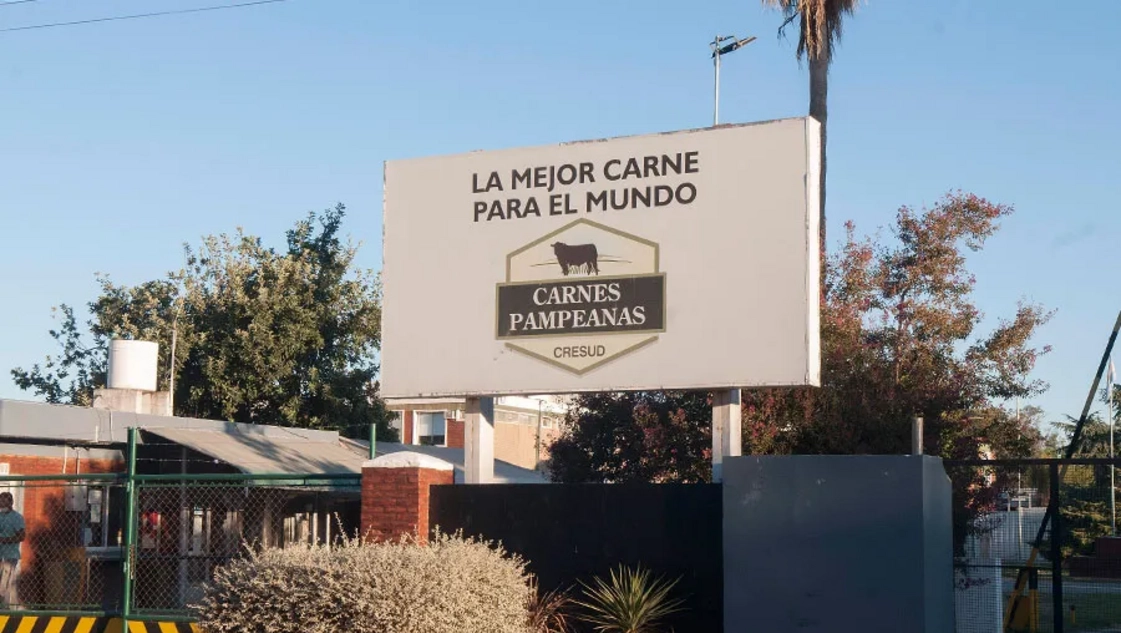 LA MEJOR CARNE
PARA EL MUNDO
CARNES
PAMPEANAS
CRESUD